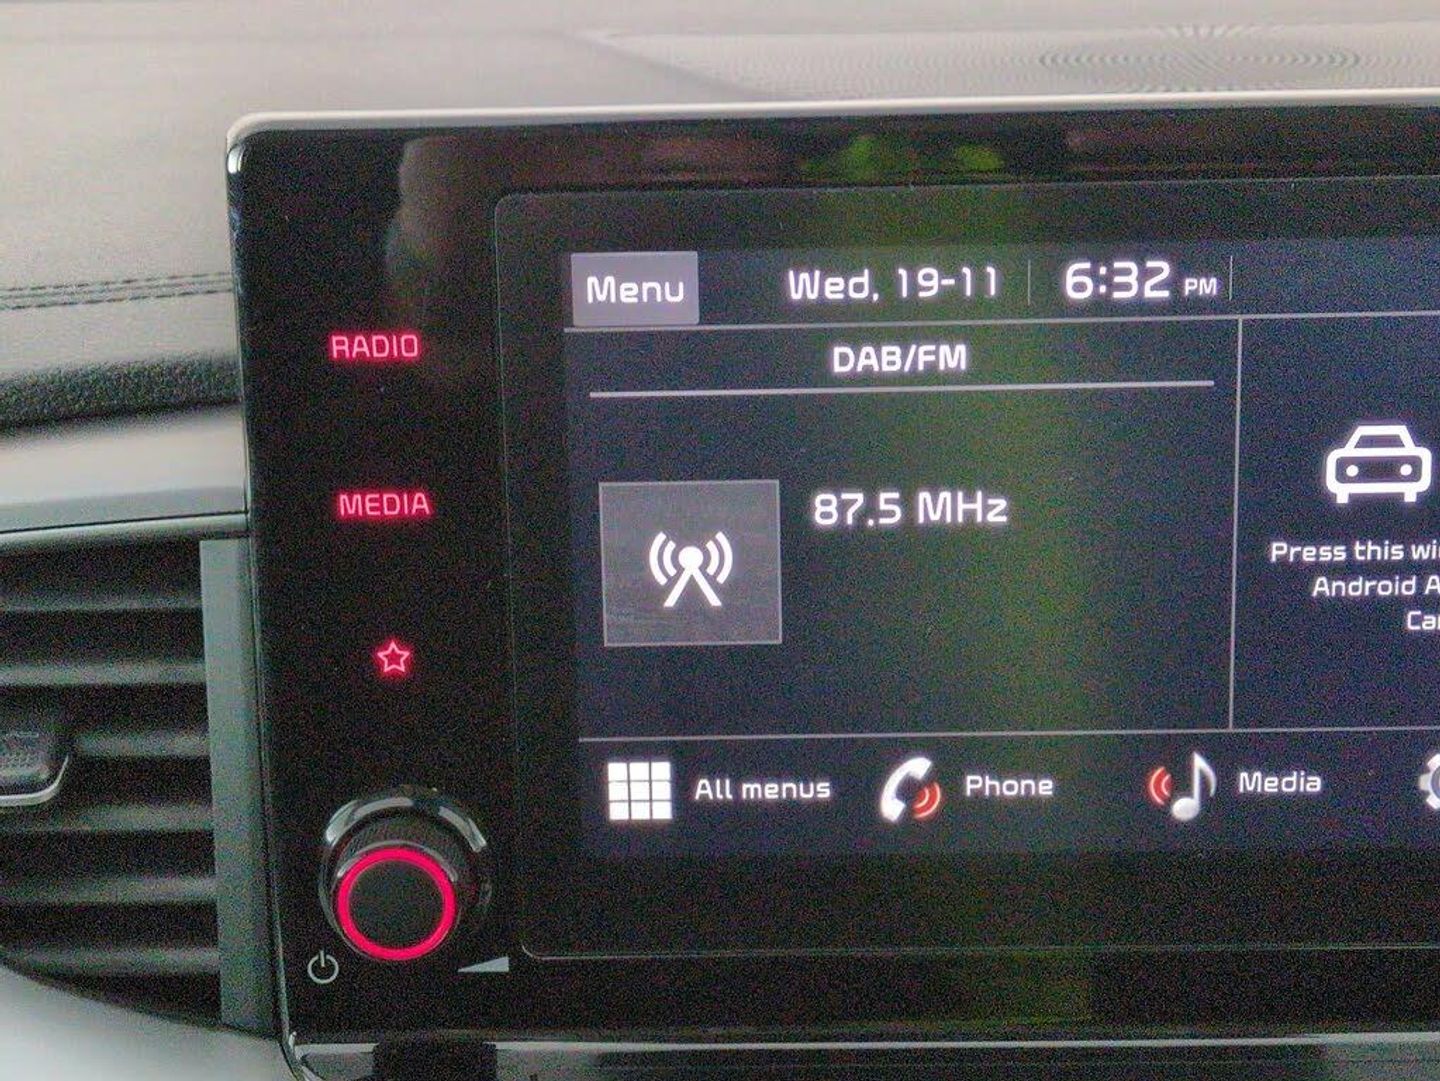 RADIO
MEDIA
Menu
Wed, 19-11
6:32 PM
DAB/FM
87.5 MHz
Press this
Android
All menus
Phone
Media